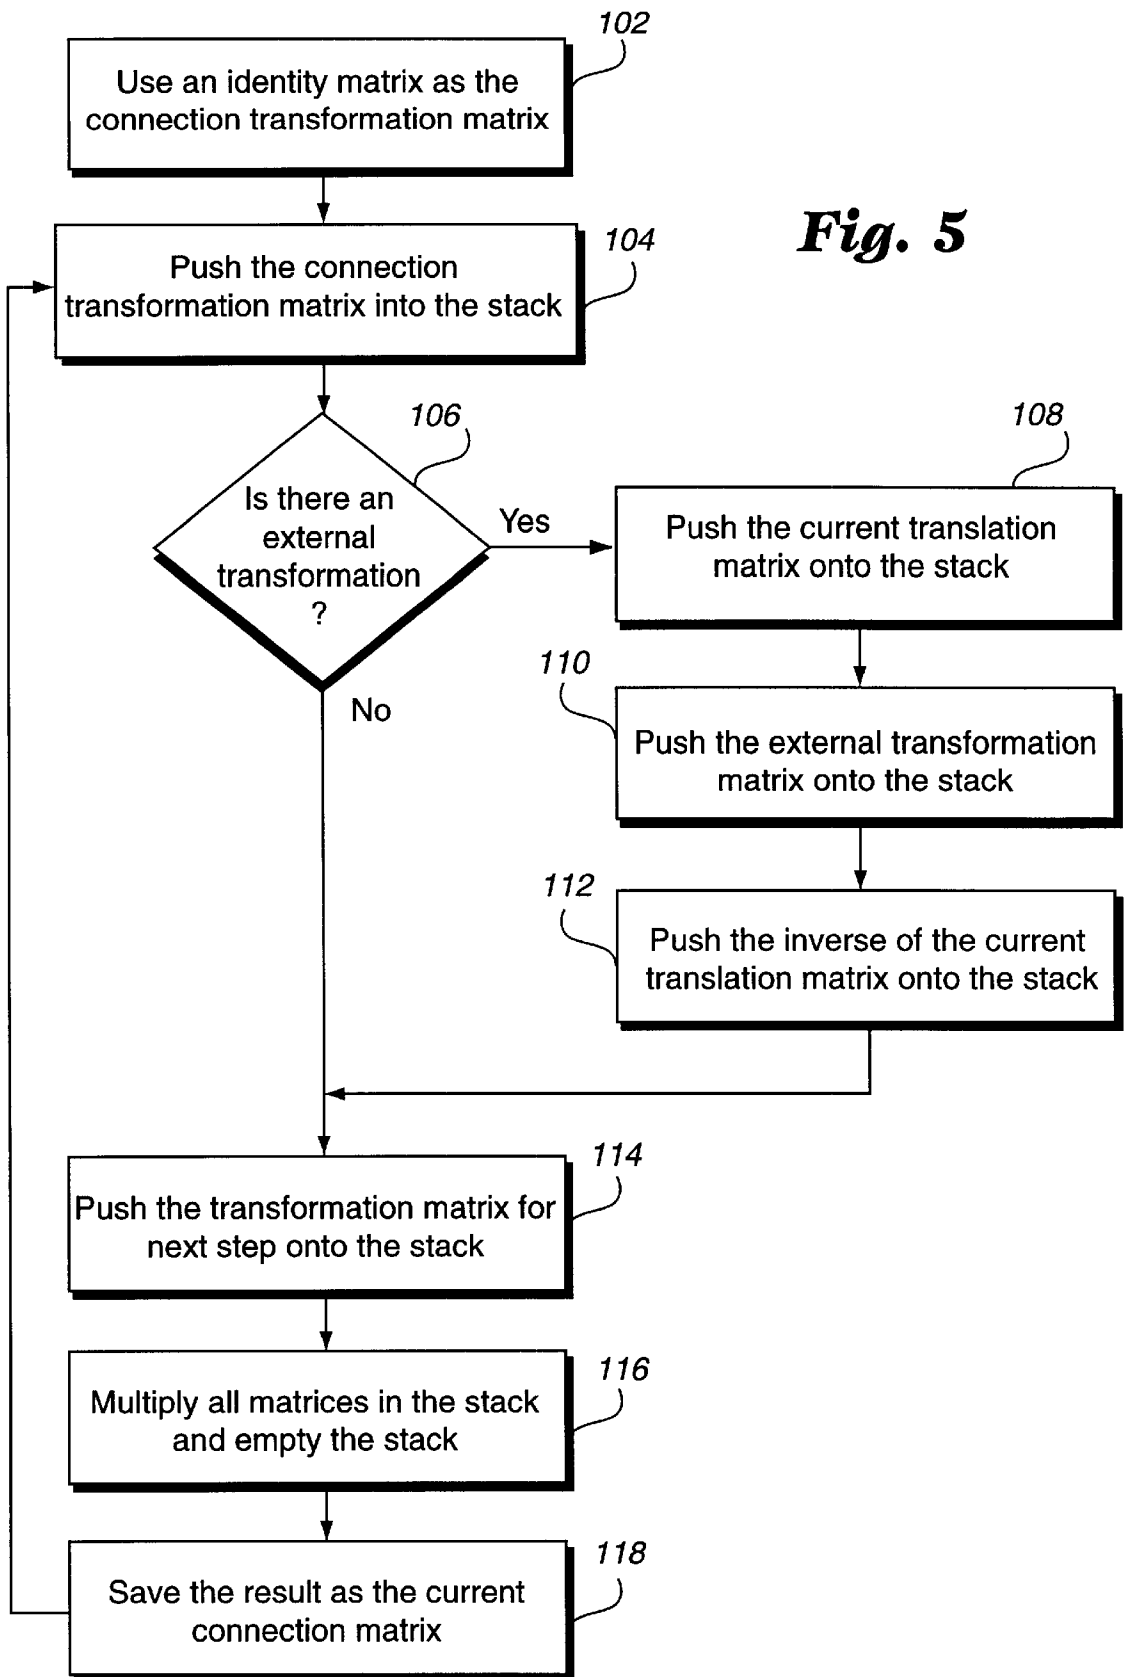 102
Use an identity matrix as the
connection transformation matrix
Fig. 5
104
Push the connection
transformation matrix into the stack
106
Is there an
external
transformation
?
Yes
No
108
Push the current translation
matrix onto the stack
110
Push the external transformation
matrix onto the stack
112
Push the inverse of the current
translation matrix onto the stack
114
Push the transformation matrix for
next step onto the stack
116
Multiply all matrices in the stack
and empty the stack
118
Save the result as the current
connection matrix